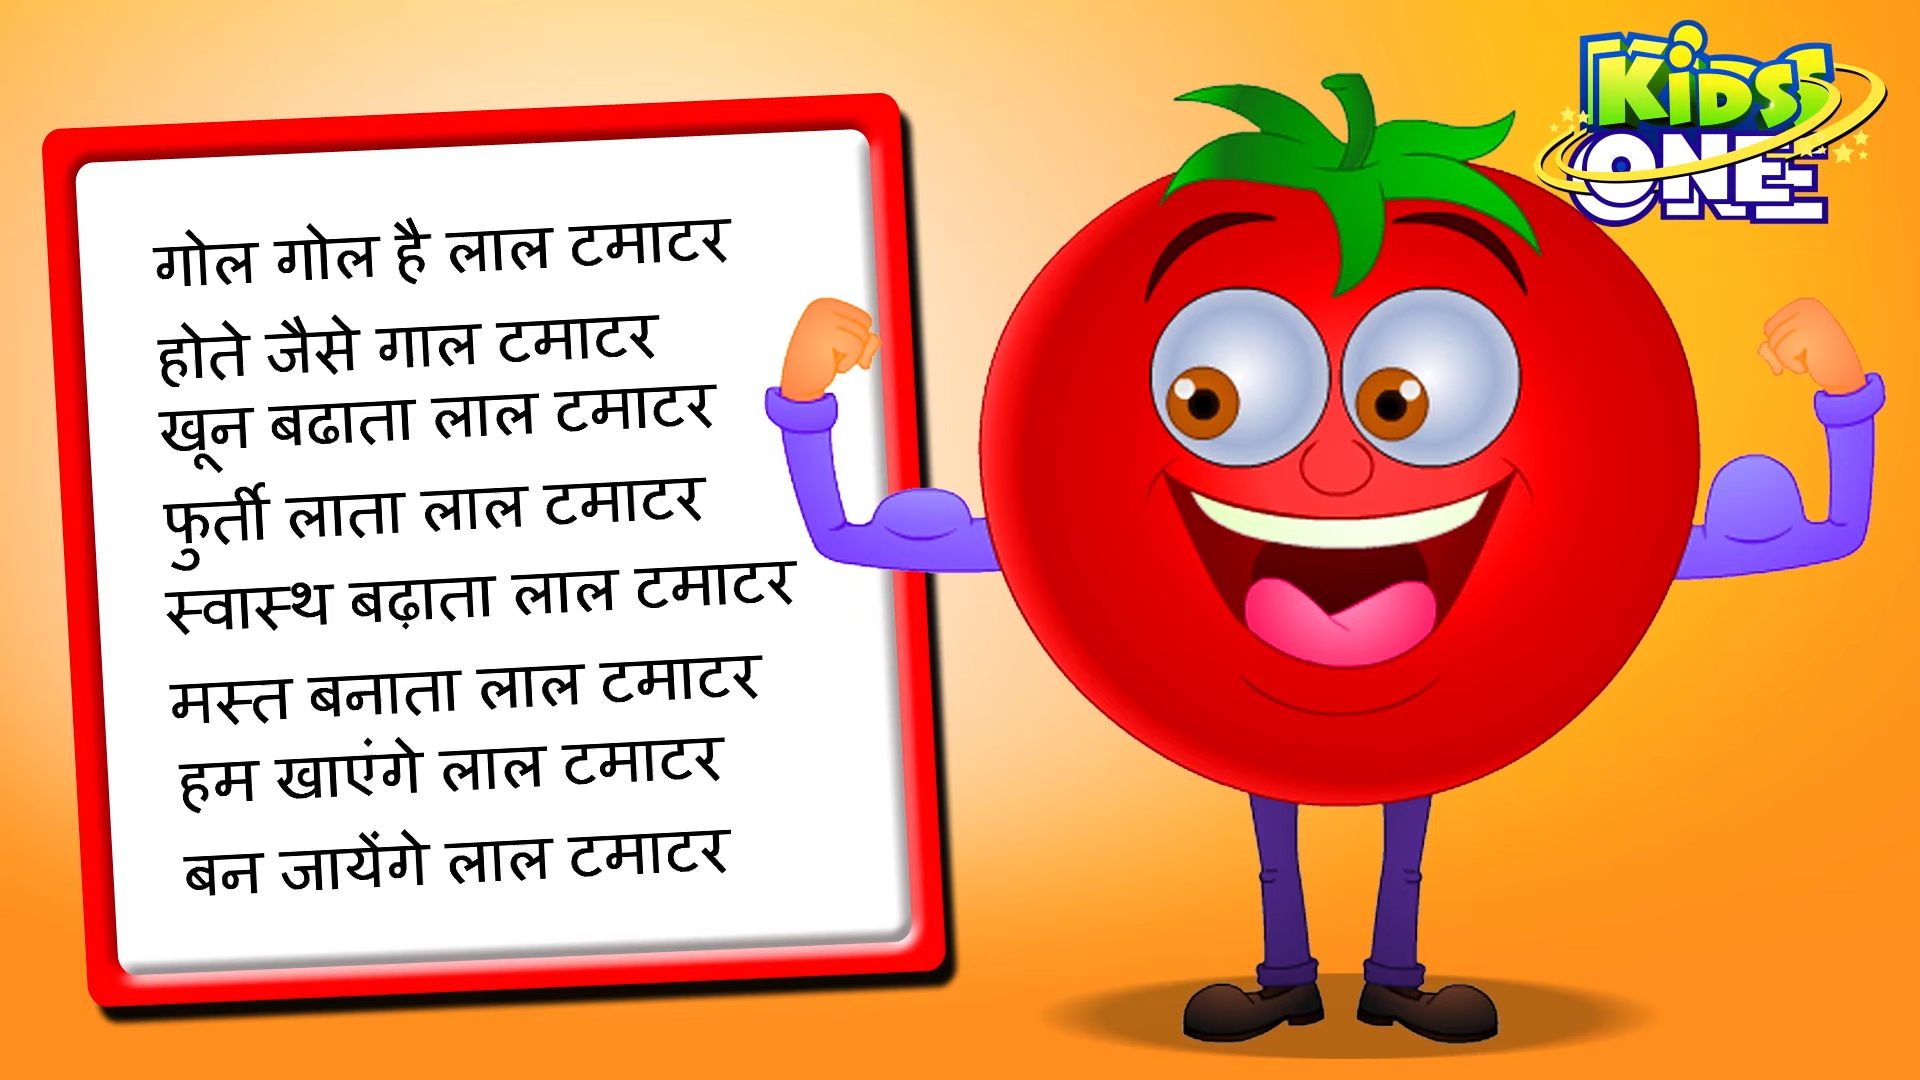 गोल गोल है लाल टमाटर
होते जैसे गाल टमाटर
खून बढाता लाल टमाटर
फुर्ती लाता लाल टमाटर
स्वास्थ बढ़ाता लाल टमाटर
मस्त बनाता लाल टमाटर
हम खाएंगे लाल टमाटर
बन जायेंगे लाल टमाटर
KiDS
ONE